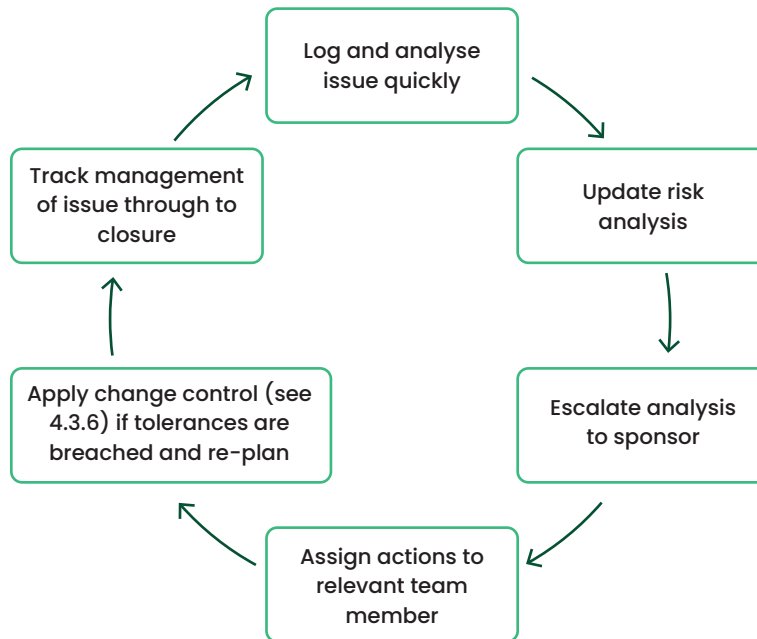 Log and analyse
issue quickly
Update risk
analysis
Escalate analysis
to sponsor
Assign actions to
relevant team
member
Apply change control (see
4.3.6) if tolerances are
breached and re-plan
Track management
of issue through to
closure